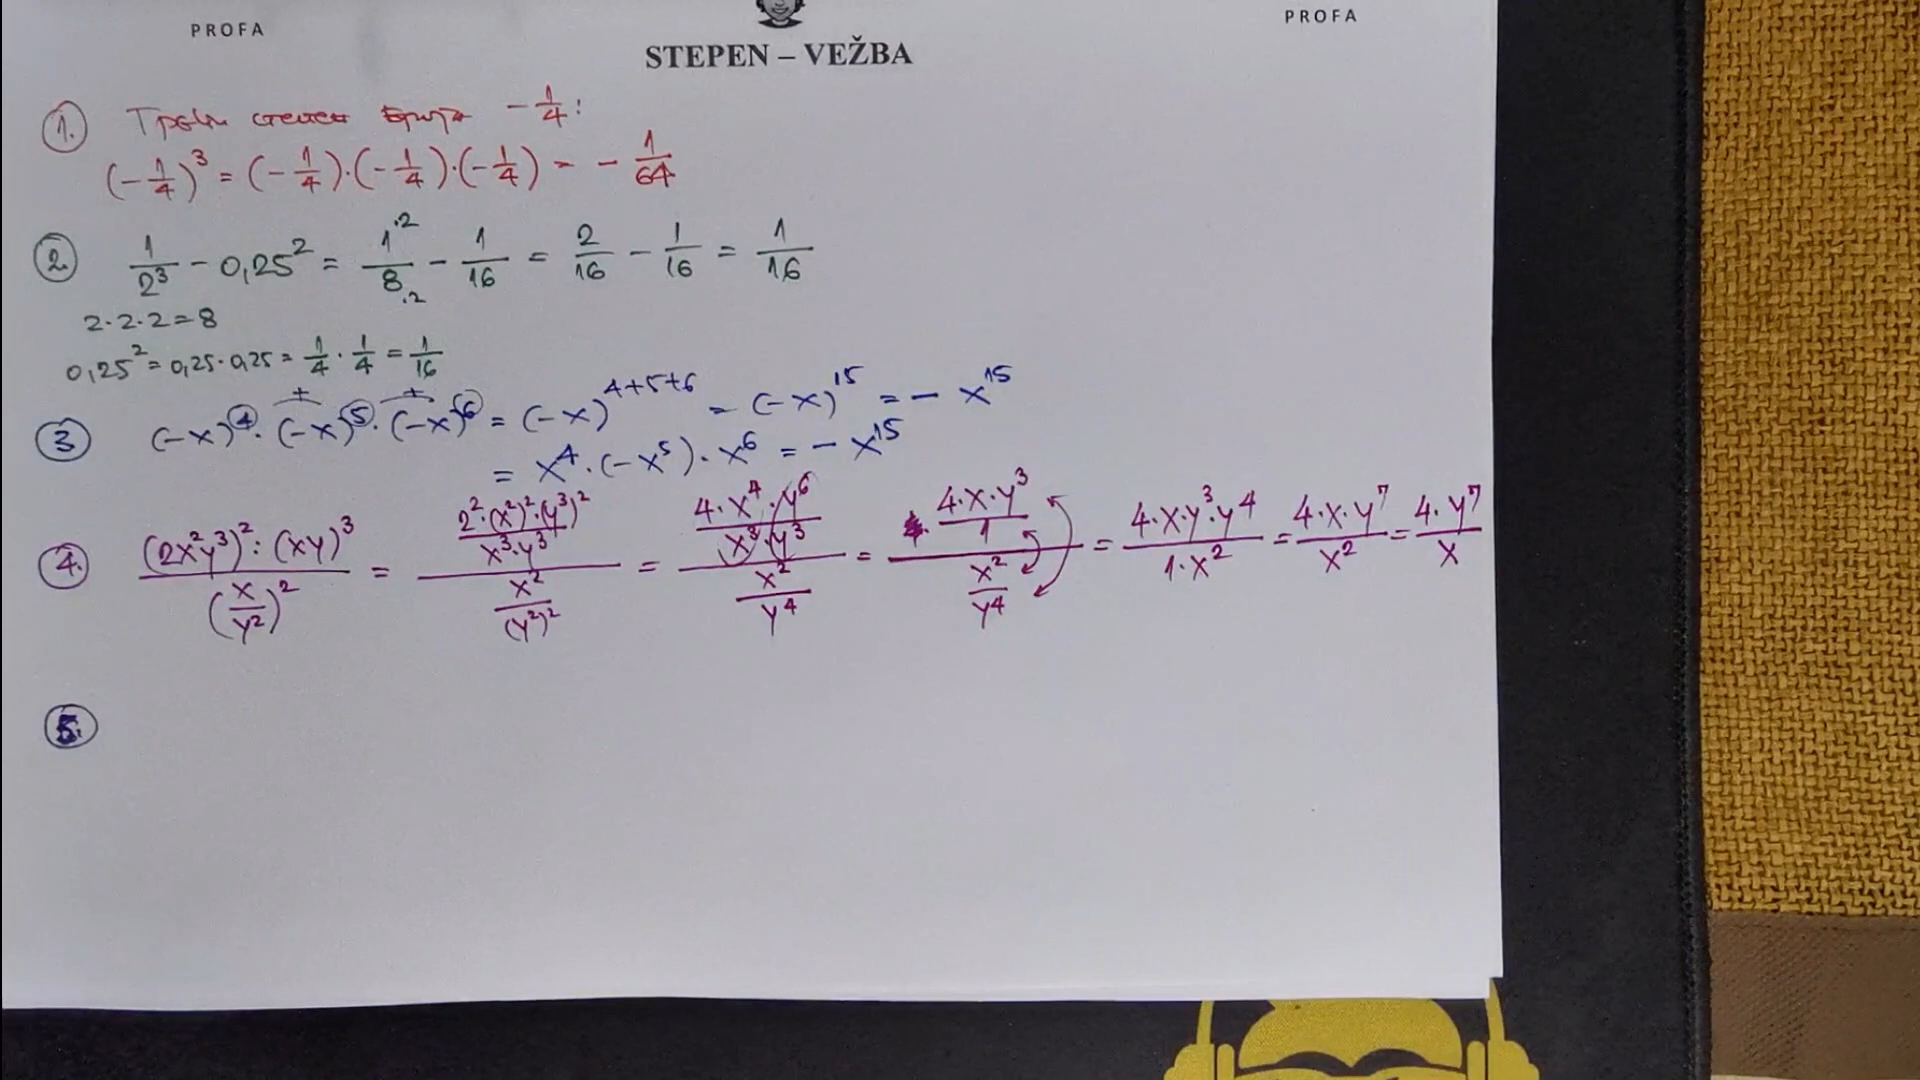 PROFA
PROFA
STEPEN – VEŽBA
1. Трећи степен броја -1/4:
(-1/4)³ = (-1/4)·(-1/4)·(-1/4) = -1/64
2. 1/2³ - 0,25² = 1·2/8·2 - 1/16 = 2/16 - 1/16 = 1/16
2·2·2=8
0,25² = 0,25·0,25 = 1/4 · 1/4 = 1/16
3 (-x)⁴ · (-x)⁵ · (-x)⁶ = (-x)⁴⁺⁵⁺⁶ = (-x)¹⁵ = - x¹⁵
+ +
= x⁴·(-x⁵)·x⁶ = - x¹⁵
4. ((2x²y³)² : (xy)³)/((x/y²)²) = ((2²·(x²)²·(y³)²)/(x³·y³))/(x²/(y²)²) = ((4·x⁴·y⁶)/(x³·y³))/(x²/y⁴) = ((4·x·y³)/1)/(x²/y⁴) = (4·x·y³·y⁴)/(1·x²) = (4·x·y⁷)/x² = (4·y⁷)/x
5.